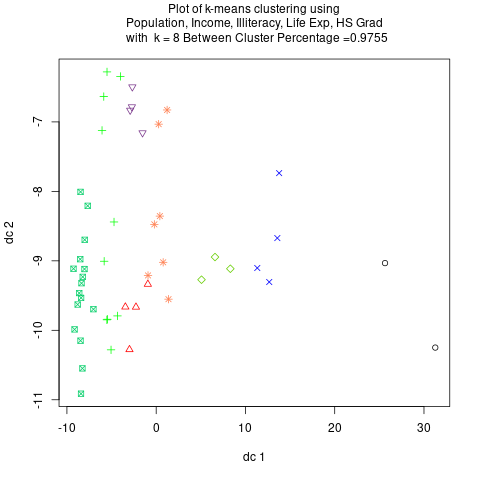 Plot of k-means clustering using
Population, Income, Illiteracy, Life Exp, HS Grad
with k = 8 Between Cluster Percentage =0.9755
dc 2
-7
-8
-9
-10
-11
-10 0 10 20 30
dc 1